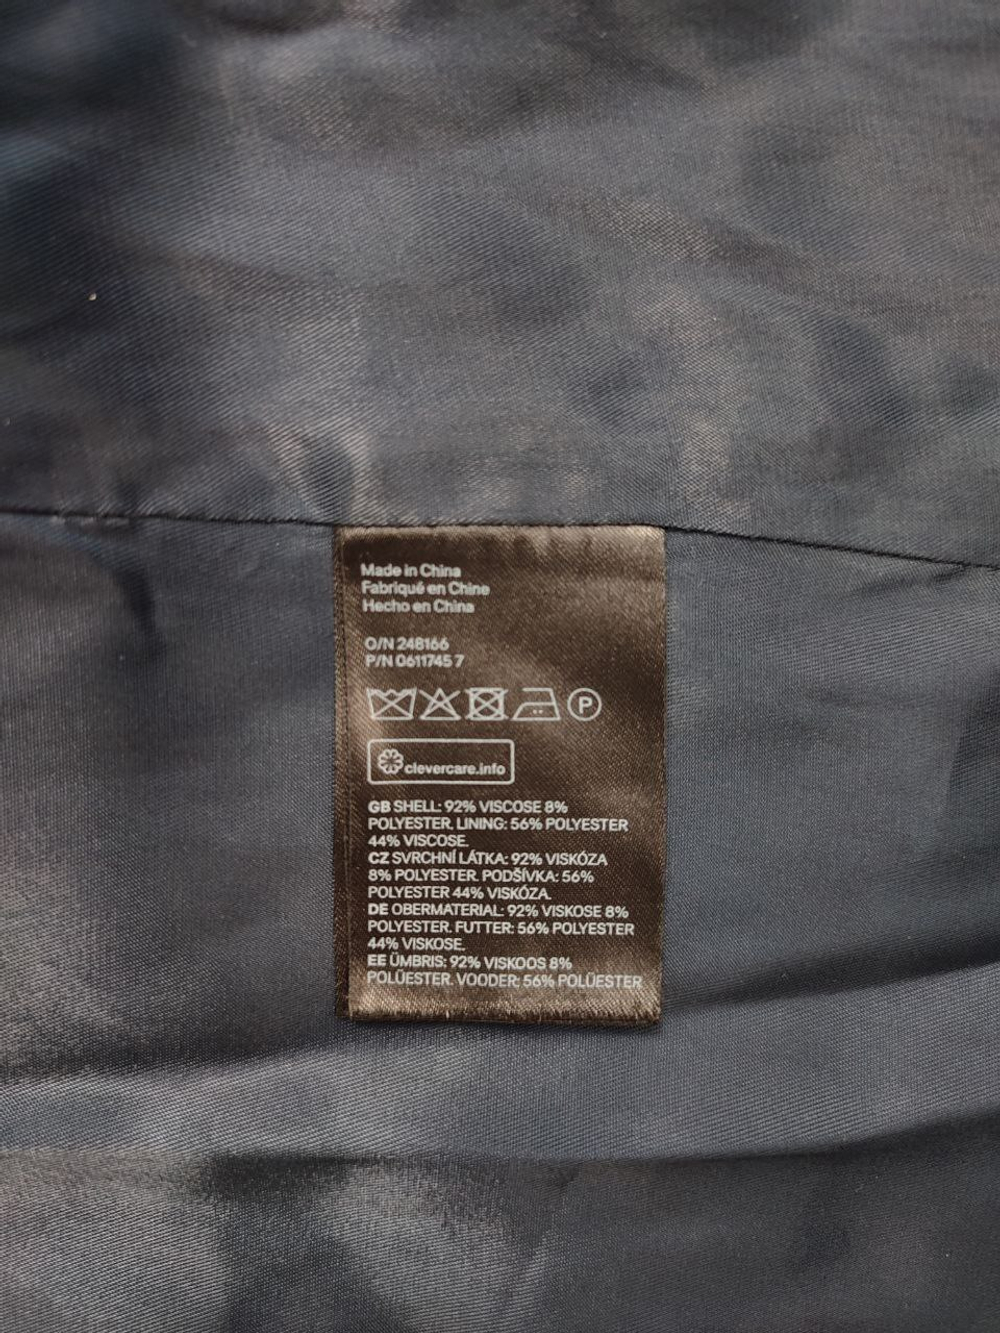 Made in China
Fabriqué en Chine
Hecho en China
O/N 248166
P/N 0611745 7
P
clevercare.info
GB SHELL: 92% VISCOSE 8%
POLYESTER. LINING: 56% POLYESTER
44% VISCOSE.
CZ SVRCHNÍ LÁTKA: 92% VISKÓZA
8% POLYESTER. PODŠÍVKA: 56%
POLYESTER 44% VISKÓZA.
DE OBERMATERIAL: 92% VISKOSE 8%
POLYESTER. FUTTER: 56% POLYESTER
44% VISKOSE.
EE ÜMBRIS: 92% VISKOOS 8%
POLÜESTER. VOODER: 56% POLÜESTER